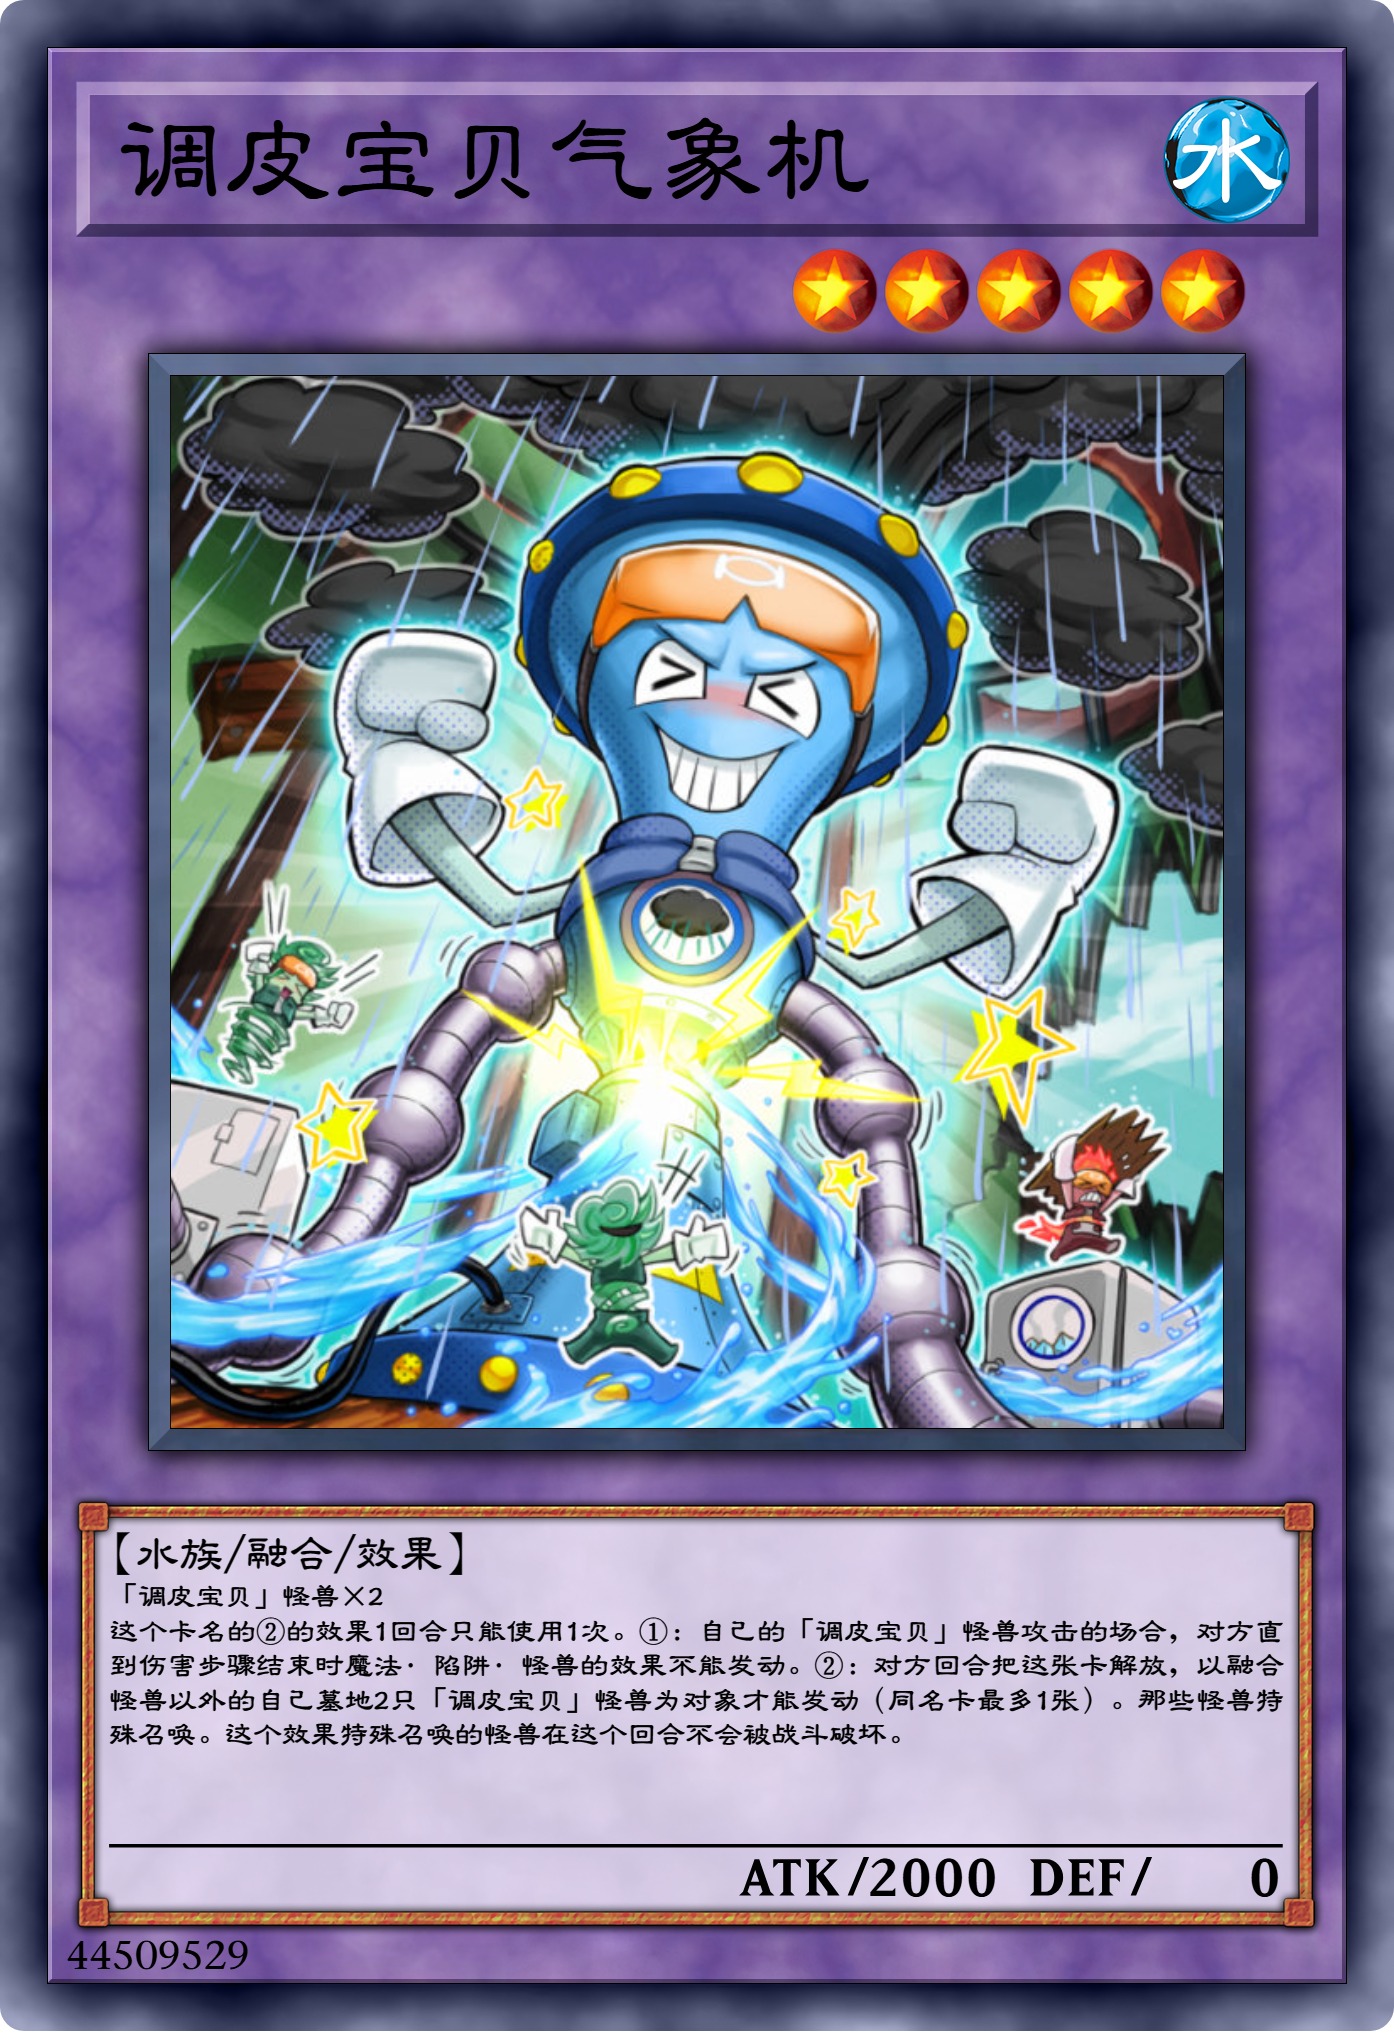 调皮宝贝气象机
水
【水族/融合/效果】
「调皮宝贝」怪兽×2
这个卡名的②的效果1回合只能使用1次。①：自己的「调皮宝贝」怪兽攻击的场合，对方直
到伤害步骤结束时魔法·陷阱·怪兽的效果不能发动。②：对方回合把这张卡解放，以融合
怪兽以外的自己墓地2只「调皮宝贝」怪兽为对象才能发动（同名卡最多1张）。那些怪兽特
殊召唤。这个效果特殊召唤的怪兽在这个回合不会被战斗破坏。
ATK/2000 DEF/ 0
44509529